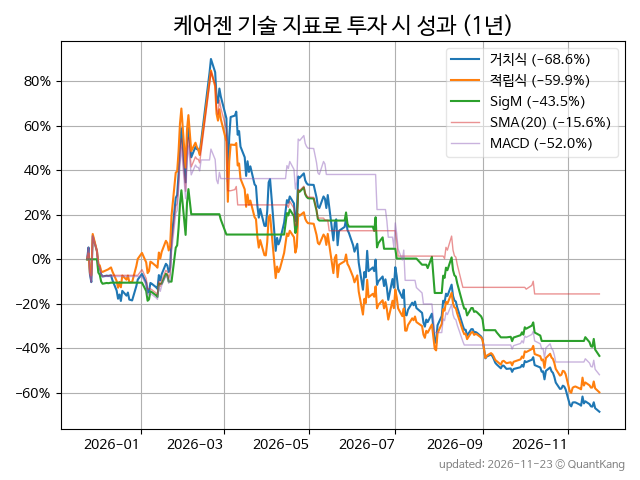 케어젠 기술 지표로 투자 시 성과 (1년)
거치식 (−68.6%)
적립식 (−59.9%)
SigM (−43.5%)
SMA(20) (−15.6%)
MACD (−52.0%)
80%
60%
40%
20%
0%
−20%
−40%
−60%
2026-01 2026-03 2026-05 2026-07 2026-09 2026-11
updated: 2026-11-23 © QuantKang